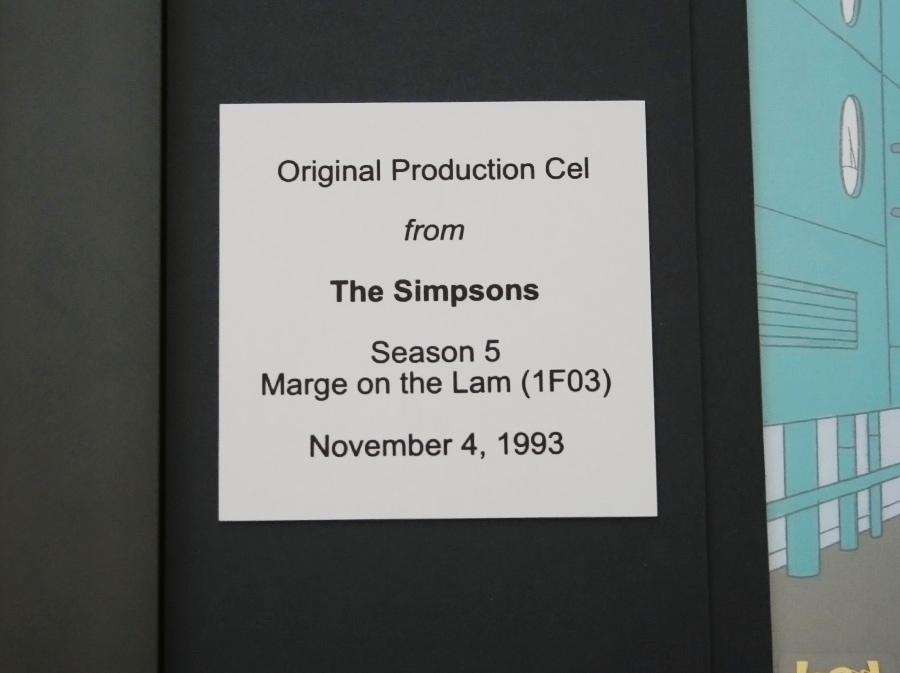 Original Production Cel
from
The Simpsons
Season 5
Marge on the Lam (1F03)
November 4, 1993